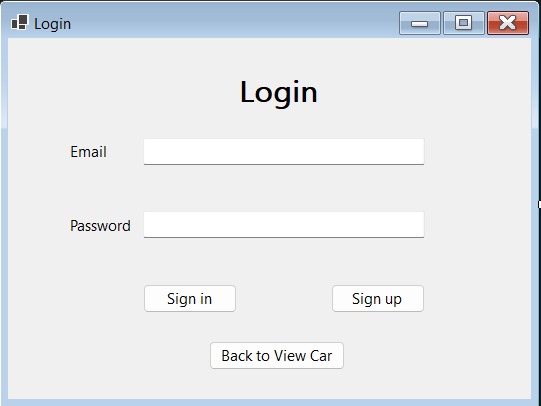 Login
Login
Email
Password
Sign in
Sign up
Back to View Car